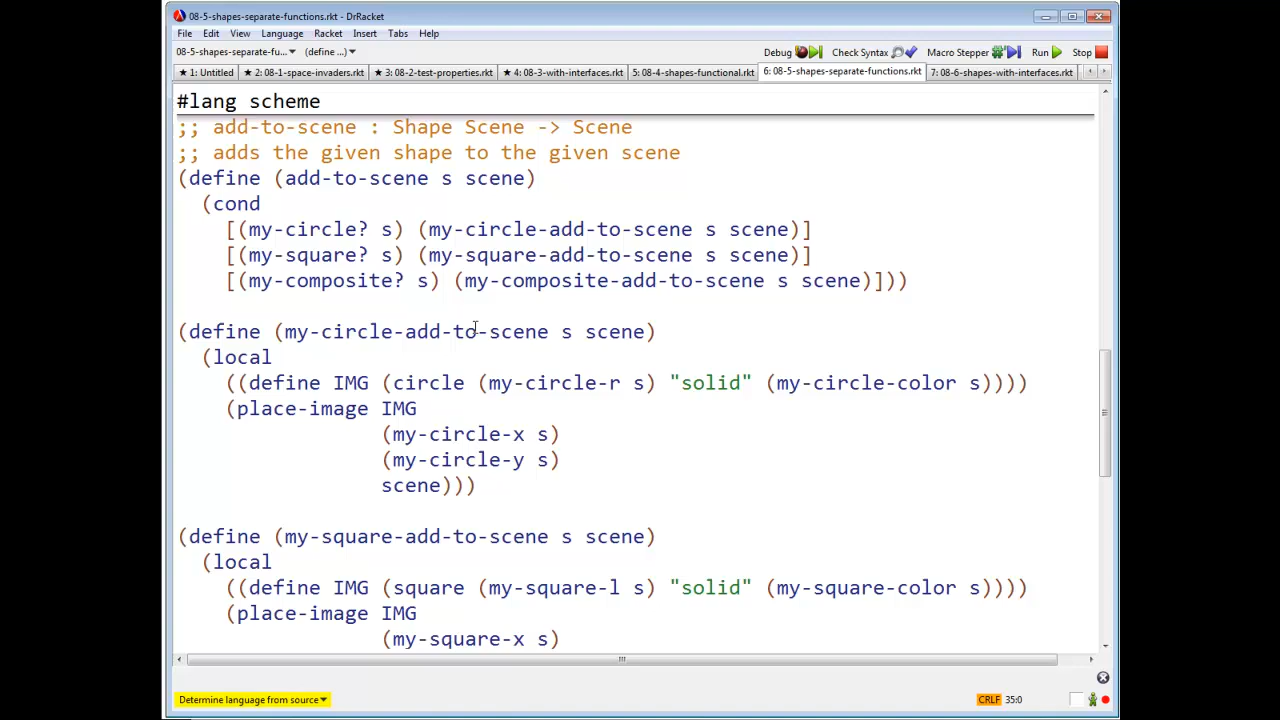 08-5-shapes-separate-functions.rkt - DrRacket
File Edit View Language Racket Insert Tabs Help
08-5-shapes-separate-fu...▼ (define ...)▼ Debug Check Syntax Macro Stepper Run Stop
★ 1: Untitled ★ 2: 08-1-space-invaders.rkt ★ 3: 08-2-test-properties.rkt ★ 4: 08-3-with-interfaces.rkt 5: 08-4-shapes-functional.rkt 6: 08-5-shapes-separate-functions.rkt 7: 08-6-shapes-with-interfaces.rkt
#lang scheme
;; add-to-scene : Shape Scene -> Scene
;; adds the given shape to the given scene
(define (add-to-scene s scene)
(cond
[(my-circle? s) (my-circle-add-to-scene s scene)]
[(my-square? s) (my-square-add-to-scene s scene)]
[(my-composite? s) (my-composite-add-to-scene s scene)]))
(define (my-circle-add-to-scene s scene)
(local
((define IMG (circle (my-circle-r s) "solid" (my-circle-color s))))
(place-image IMG
(my-circle-x s)
(my-circle-y s)
scene)))
(define (my-square-add-to-scene s scene)
(local
((define IMG (square (my-square-l s) "solid" (my-square-color s))))
(place-image IMG
(my-square-x s)
Determine language from source▼ CRLF 35:0